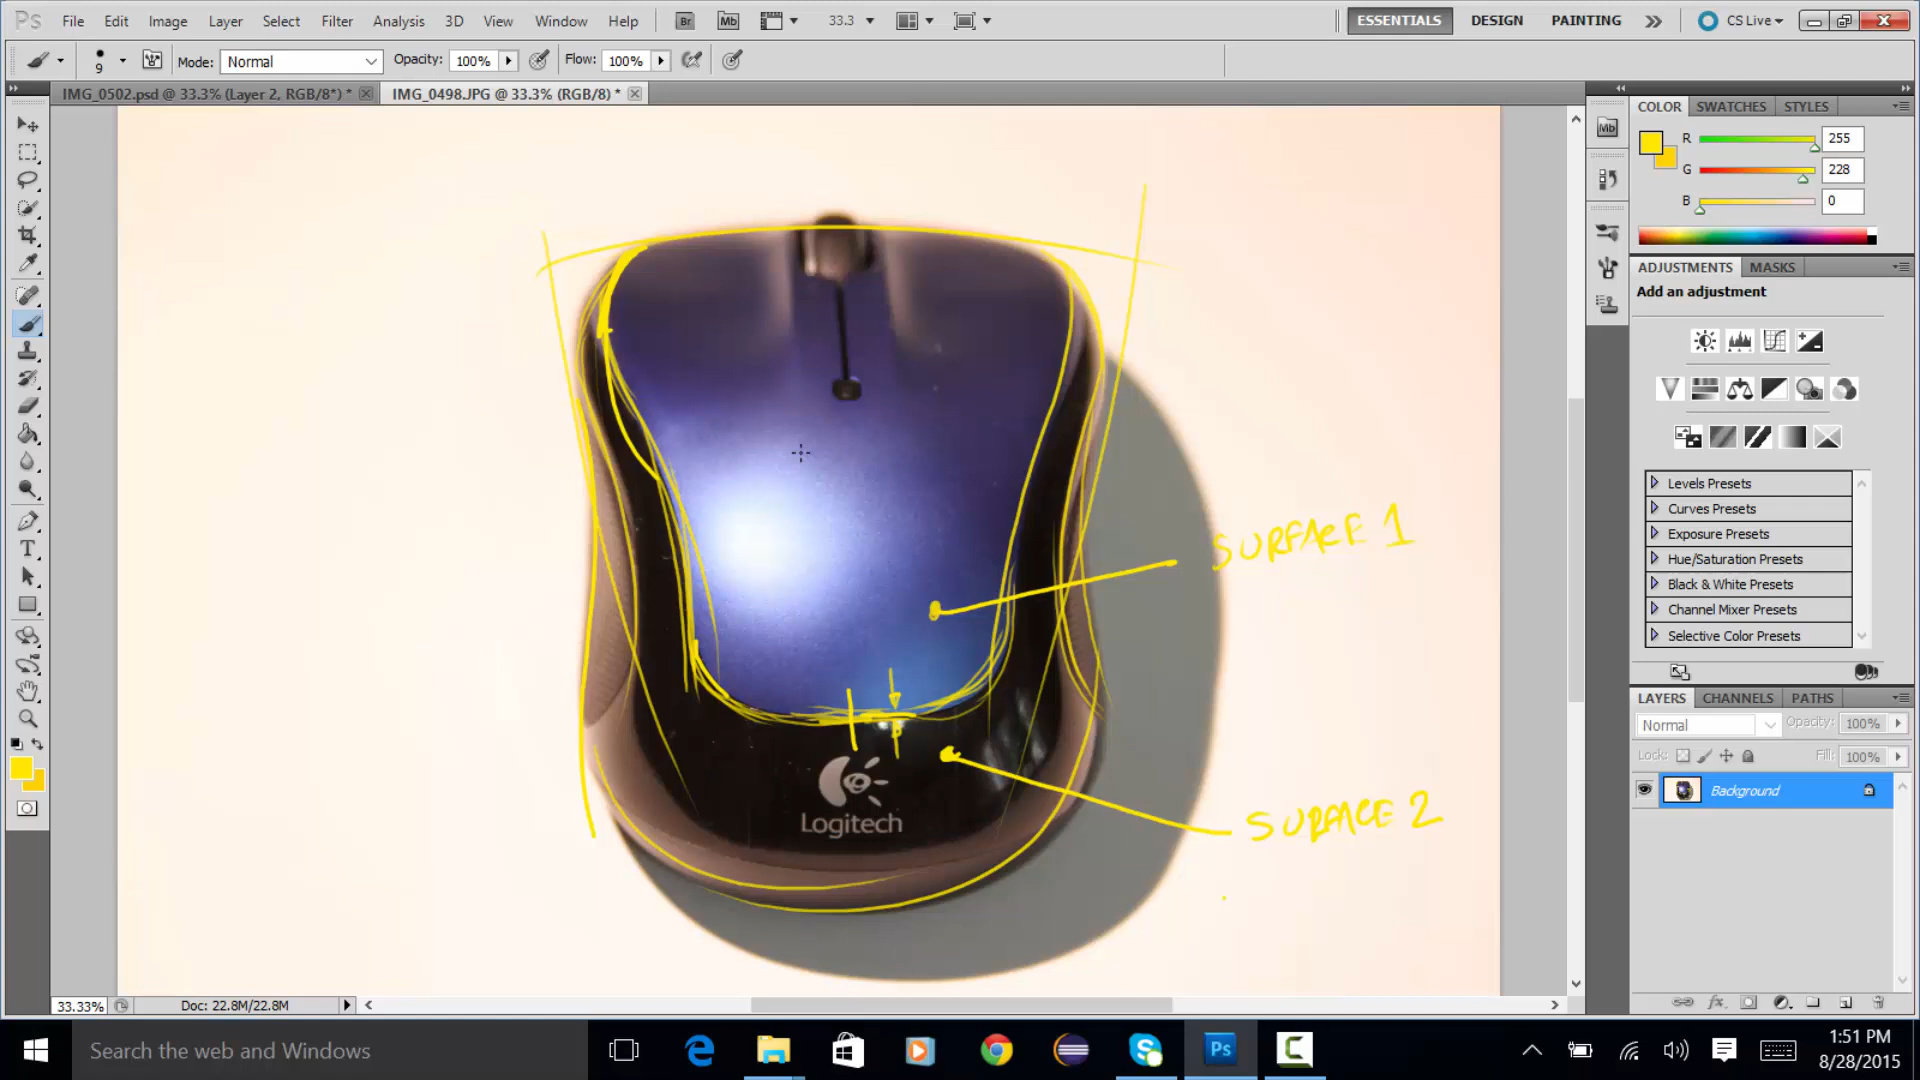 Ps File Edit Image Layer Select Filter Analysis 3D View Window Help Br Mb 33.3 ESSENTIALS DESIGN PAINTING CS Live
9 Mode: Normal Opacity: 100% Flow: 100%
IMG_0502.psd @ 33.3% (Layer 2, RGB/8*) * IMG_0498.JPG @ 33.3% (RGB/8) *
COLOR SWATCHES STYLES
Mb
R 255
G 228
B 0
ADJUSTMENTS MASKS
Add an adjustment
Levels Presets
Curves Presets
Exposure Presets
Hue/Saturation Presets
Black & White Presets
Channel Mixer Presets
Selective Color Presets
SURFACE 1
SURFACE 2
Logitech
LAYERS CHANNELS PATHS
Normal Opacity: 100%
Lock: Fill: 100%
Background
33.33% Doc: 22.8M/22.8M
Search the web and Windows
Ps
1:51 PM
8/28/2015